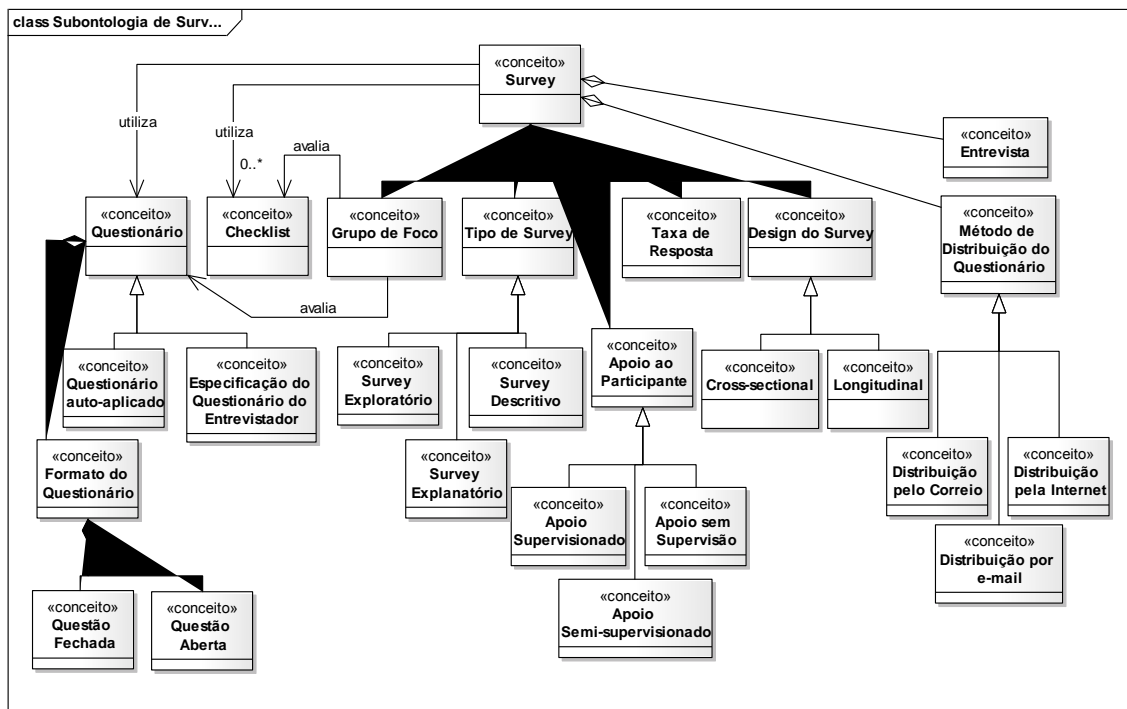 class Subontologia de Surv...
«conceito»
Survey
utiliza
utiliza
0..*
avalia
«conceito»
Entrevista
«conceito»
Questionário
«conceito»
Checklist
«conceito»
Grupo de Foco
«conceito»
Tipo de Survey
«conceito»
Taxa de
Resposta
«conceito»
Design do Survey
«conceito»
Método de
Distribuição do
Questionário
avalia
«conceito»
Questionário
auto-aplicado
«conceito»
Especificação do
Questionário do
Entrevistador
«conceito»
Survey
Exploratório
«conceito»
Survey
Descritivo
«conceito»
Apoio ao
Participante
«conceito»
Cross-sectional
«conceito»
Longitudinal
«conceito»
Formato do
Questionário
«conceito»
Survey
Explanatório
«conceito»
Distribuição
pelo Correio
«conceito»
Distribuição
pela Internet
«conceito»
Apoio
Supervisionado
«conceito»
Apoio sem
Supervisão
«conceito»
Distribuição por
e-mail
«conceito»
Questão
Fechada
«conceito»
Questão
Aberta
«conceito»
Apoio
Semi-supervisionado